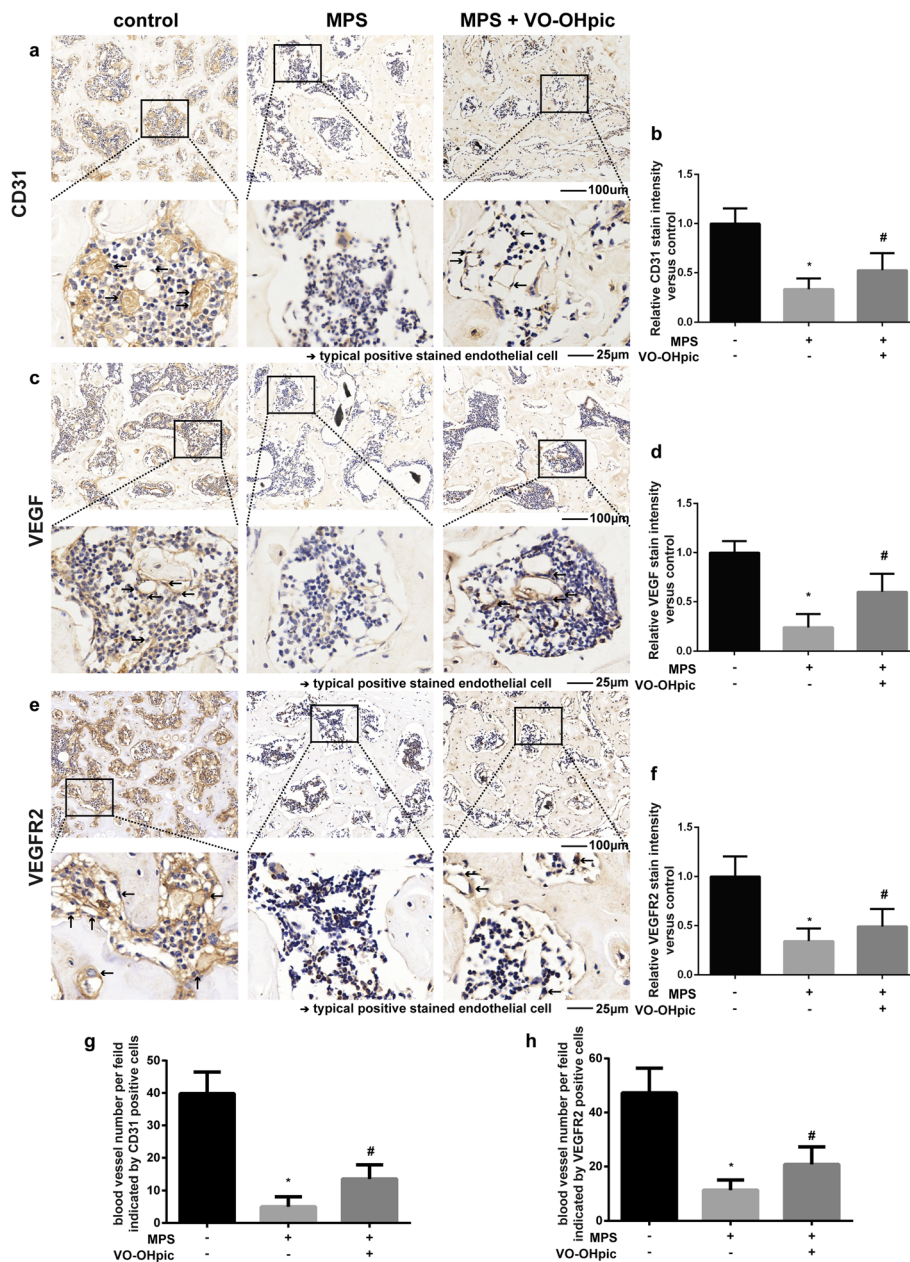 control MPS MPS + VO-OHpic
a
CD31
100um
➔ typical positive stained endothelial cell 25μm
b
Relative CD31 stain intensity
versus control
1.5
1.0
0.5
0.0
*
#
MPS - + +
VO-OHpic - - +
c
VEGF
100μm
➔ typical positive stained endothelial cell 25μm
d
Relative VEGF stain intensity
versus control
1.5
1.0
0.5
0.0
*
#
MPS - + +
VO-OHpic - - +
e
VEGFR2
100μm
➔ typical positive stained endothelial cell 25μm
f
Relative VEGFR2 stain intensity
versus control
1.5
1.0
0.5
0.0
*
#
MPS - + +
VO-OHpic - - +
g
blood vessel number per feild
indicated by CD31 positive cells
50
40
30
20
10
0
*
#
MPS - + +
VO-OHpic - - +
h
blood vessel number per feild
indicated by VEGFR2 positive cells
60
40
20
0
*
#
MPS - + +
VO-OHpic - - +